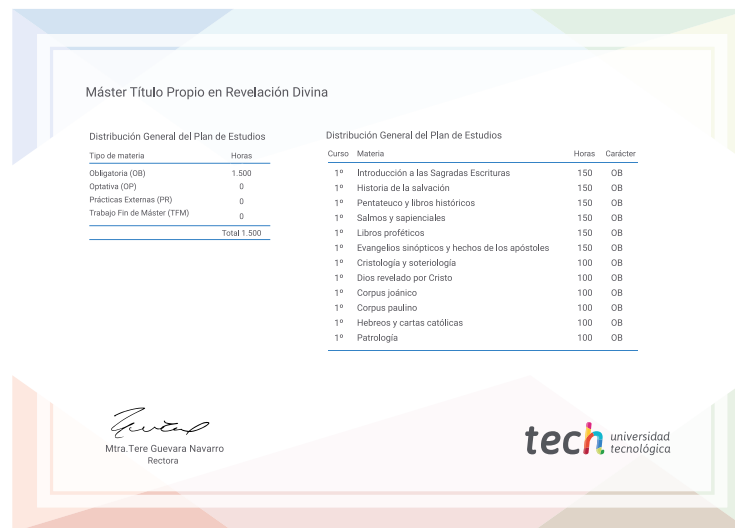 Máster Título Propio en Revelación Divina
Distribución General del Plan de Estudios
Tipo de materia Horas
Obligatoria (OB) 1.500
Optativa (OP) 0
Prácticas Externas (PR) 0
Trabajo Fin de Máster (TFM) 0
Total 1.500
Distribución General del Plan de Estudios
Curso Materia Horas Carácter
1º Introducción a las Sagradas Escrituras 150 OB
1º Historia de la salvación 150 OB
1º Pentateuco y libros históricos 150 OB
1º Salmos y sapienciales 150 OB
1º Libros proféticos 150 OB
1º Evangelios sinópticos y hechos de los apóstoles 150 OB
1º Cristología y soteriología 100 OB
1º Dios revelado por Cristo 100 OB
1º Corpus joánico 100 OB
1º Corpus paulino 100 OB
1º Hebreos y cartas católicas 100 OB
1º Patrología 100 OB
Mtra.Tere Guevara Navarro
Rectora
tech universidad
tecnológica